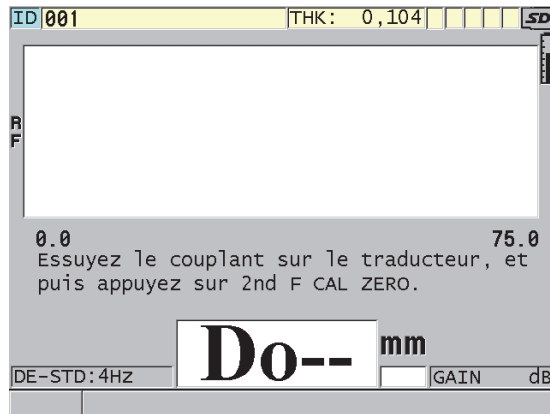 ID 001 THK: 0,104 SD
RF
0.0 75.0
Essuyez le couplant sur le traducteur, et
puis appuyez sur 2nd F CAL ZERO.
Do-- mm
DE-STD:4Hz GAIN dB